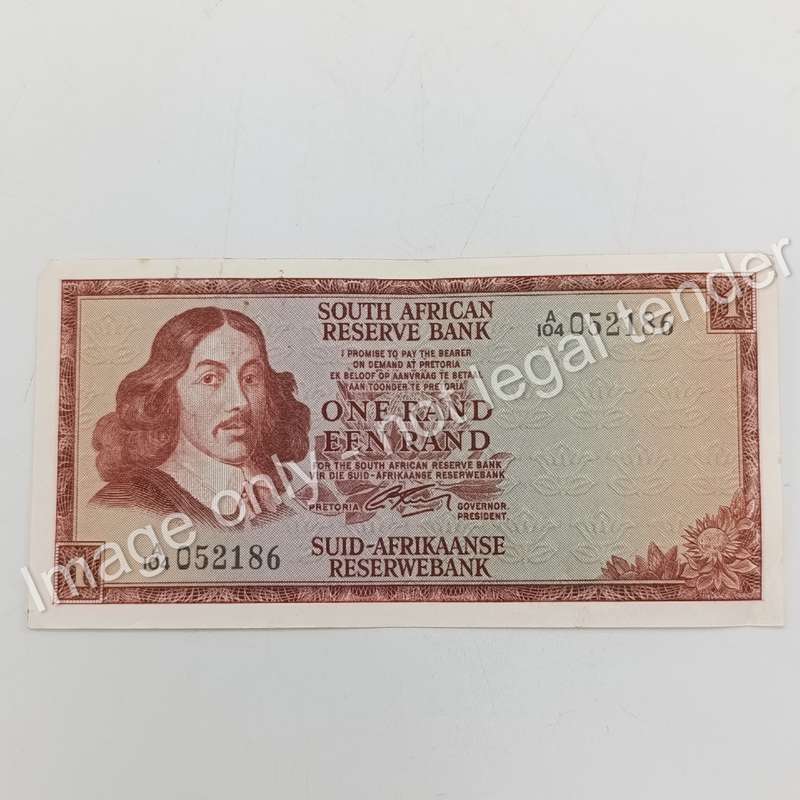 SOUTH AFRICAN
RESERVE BANK
A/104 052186
1
I PROMISE TO PAY THE BEARER
ON DEMAND AT PRETORIA
EK BELOOF OP AANVRAAG TE BETAAL
AAN TOONDER TE PRETORIA
ONE RAND
EEN RAND
FOR THE SOUTH AFRICAN RESERVE BANK
VIR DIE SUID-AFRIKAANSE RESERWEBANK
PRETORIA
GOVERNOR
PRESIDENT.
A/104 052186
SUID-AFRIKAANSE
RESERWEBANK
1
Image only - not legal tender